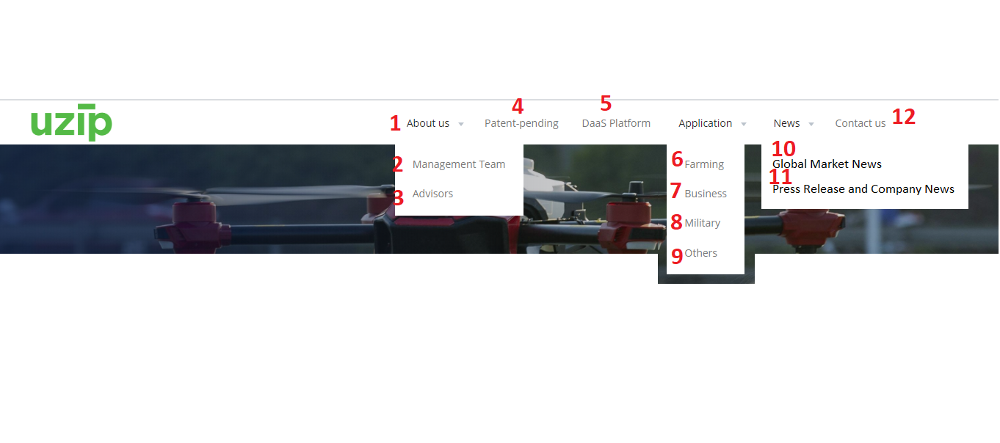 uzip
4 5
1 About us Patent-pending DaaS Platform Application News Contact us 12
2 Management Team
3 Advisors
6 Farming
7 Business
8 Military
9 Others
10
Global Market News
11
Press Release and Company News